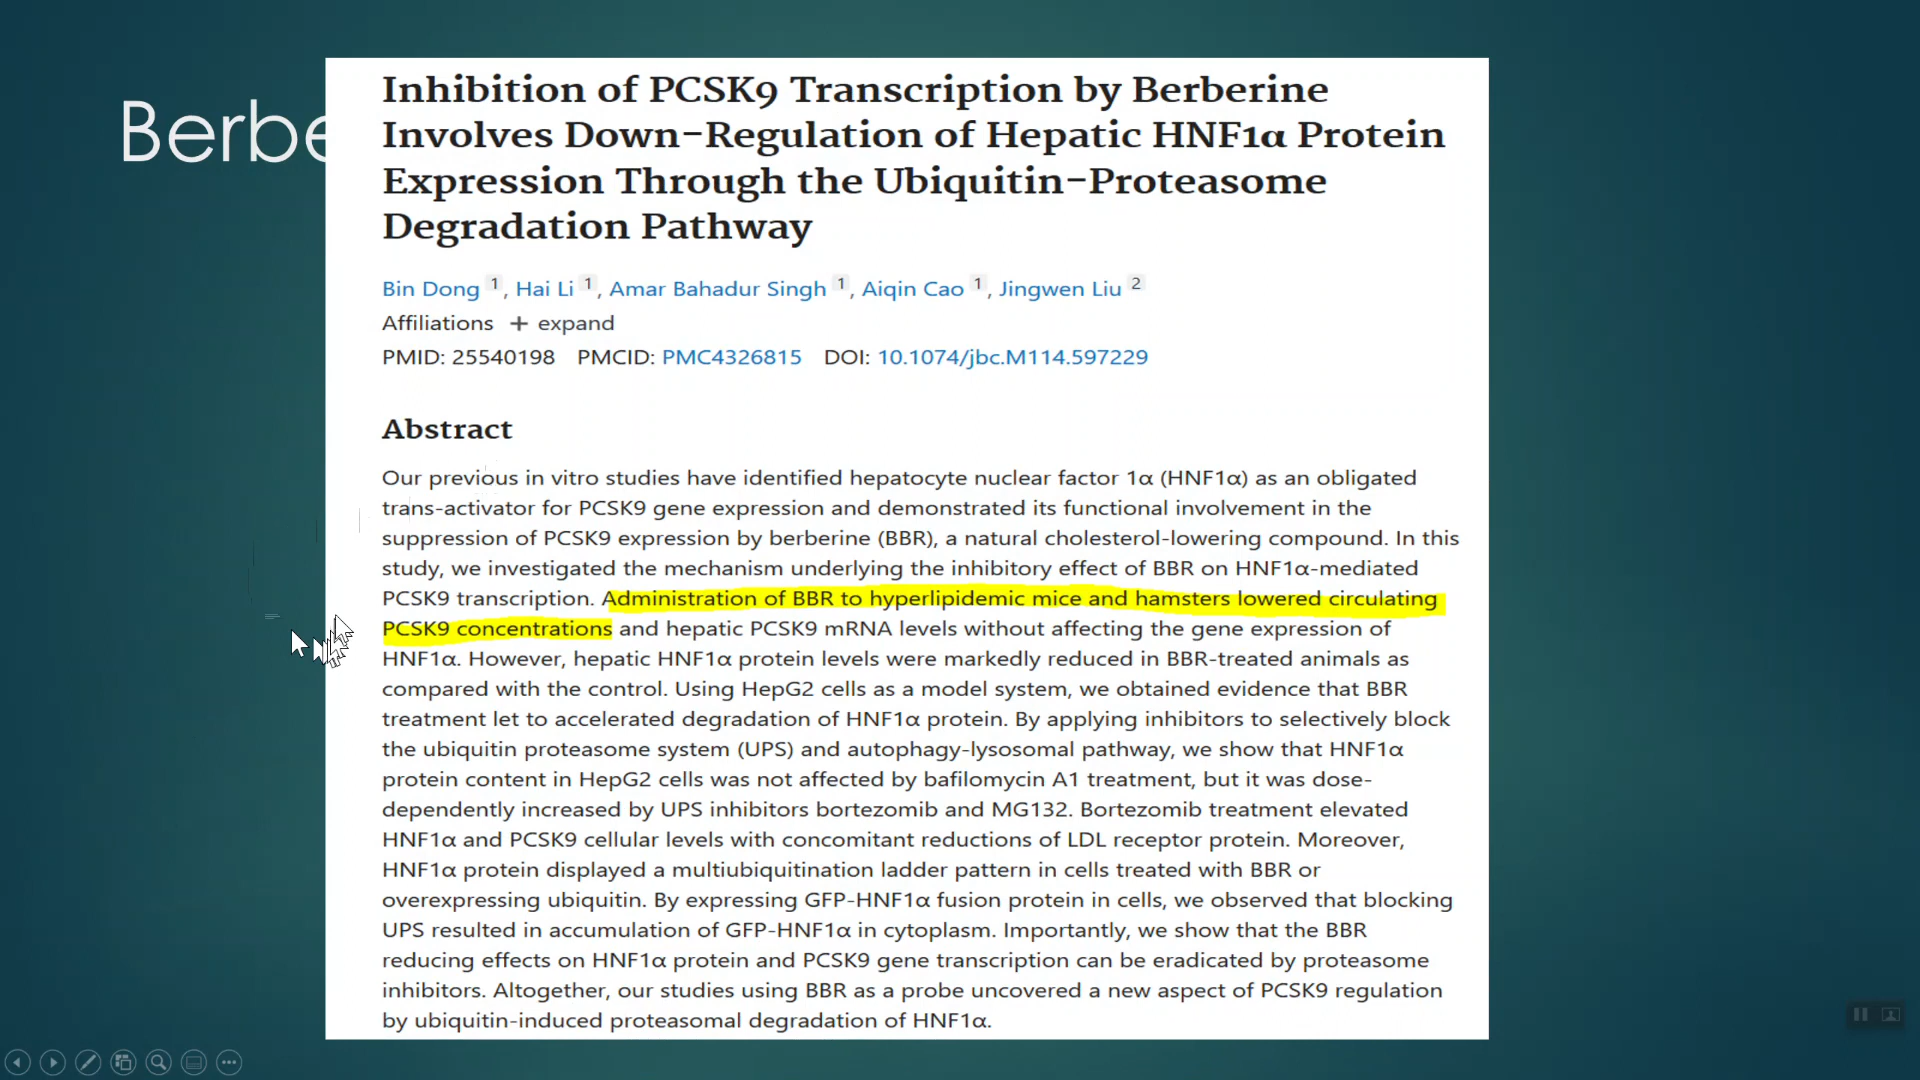 Berbe
Inhibition of PCSK9 Transcription by Berberine
Involves Down-Regulation of Hepatic HNF1α Protein
Expression Through the Ubiquitin-Proteasome
Degradation Pathway
Bin Dong 1, Hai Li 1, Amar Bahadur Singh 1, Aiqin Cao 1, Jingwen Liu 2
Affiliations + expand
PMID: 25540198 PMCID: PMC4326815 DOI: 10.1074/jbc.M114.597229
Abstract
Our previous in vitro studies have identified hepatocyte nuclear factor 1α (HNF1α) as an obligated
trans-activator for PCSK9 gene expression and demonstrated its functional involvement in the
suppression of PCSK9 expression by berberine (BBR), a natural cholesterol-lowering compound. In this
study, we investigated the mechanism underlying the inhibitory effect of BBR on HNF1α-mediated
PCSK9 transcription. Administration of BBR to hyperlipidemic mice and hamsters lowered circulating
PCSK9 concentrations and hepatic PCSK9 mRNA levels without affecting the gene expression of
HNF1α. However, hepatic HNF1α protein levels were markedly reduced in BBR-treated animals as
compared with the control. Using HepG2 cells as a model system, we obtained evidence that BBR
treatment let to accelerated degradation of HNF1α protein. By applying inhibitors to selectively block
the ubiquitin proteasome system (UPS) and autophagy-lysosomal pathway, we show that HNF1α
protein content in HepG2 cells was not affected by bafilomycin A1 treatment, but it was dose-
dependently increased by UPS inhibitors bortezomib and MG132. Bortezomib treatment elevated
HNF1α and PCSK9 cellular levels with concomitant reductions of LDL receptor protein. Moreover,
HNF1α protein displayed a multiubiquitination ladder pattern in cells treated with BBR or
overexpressing ubiquitin. By expressing GFP-HNF1α fusion protein in cells, we observed that blocking
UPS resulted in accumulation of GFP-HNF1α in cytoplasm. Importantly, we show that the BBR
reducing effects on HNF1α protein and PCSK9 gene transcription can be eradicated by proteasome
inhibitors. Altogether, our studies using BBR as a probe uncovered a new aspect of PCSK9 regulation
by ubiquitin-induced proteasomal degradation of HNF1α.